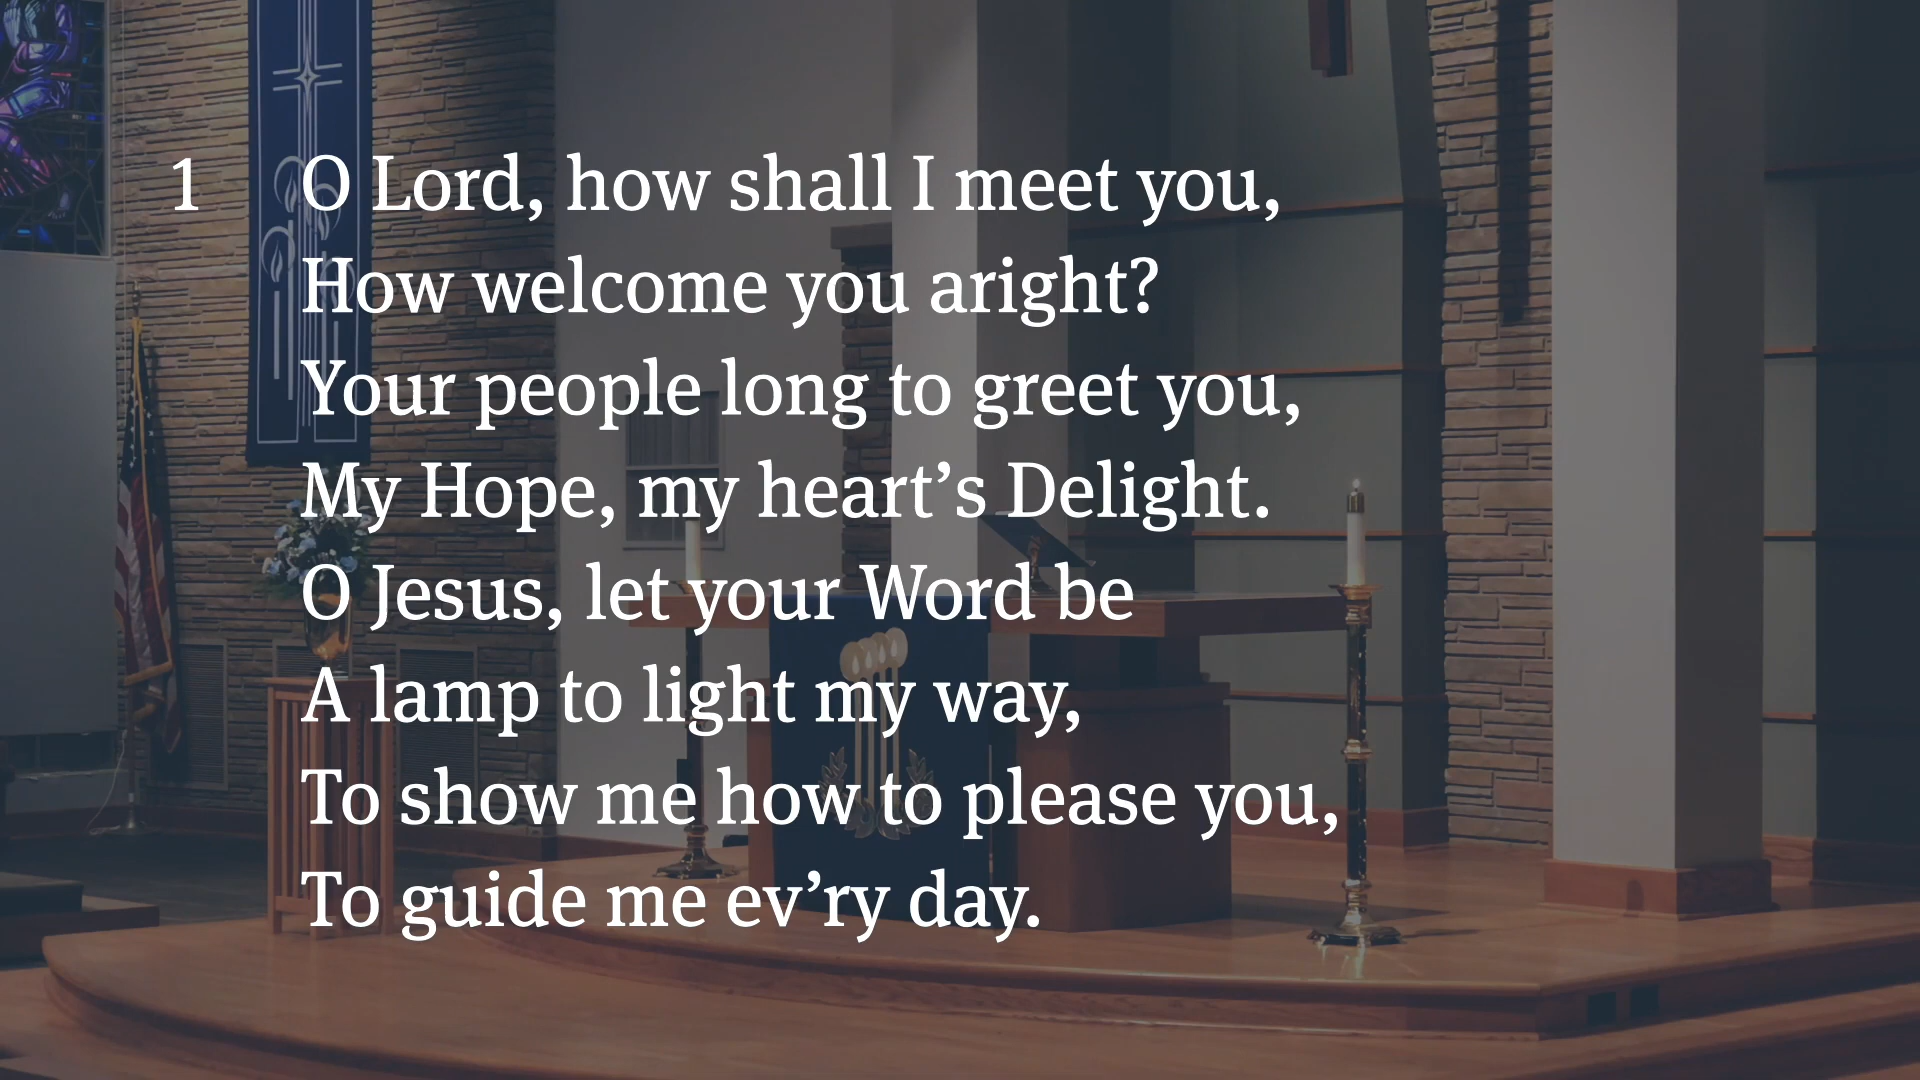 1 O Lord, how shall I meet you,
How welcome you aright?
Your people long to greet you,
My Hope, my heart’s Delight.
O Jesus, let your Word be
A lamp to light my way,
To show me how to please you,
To guide me ev’ry day.